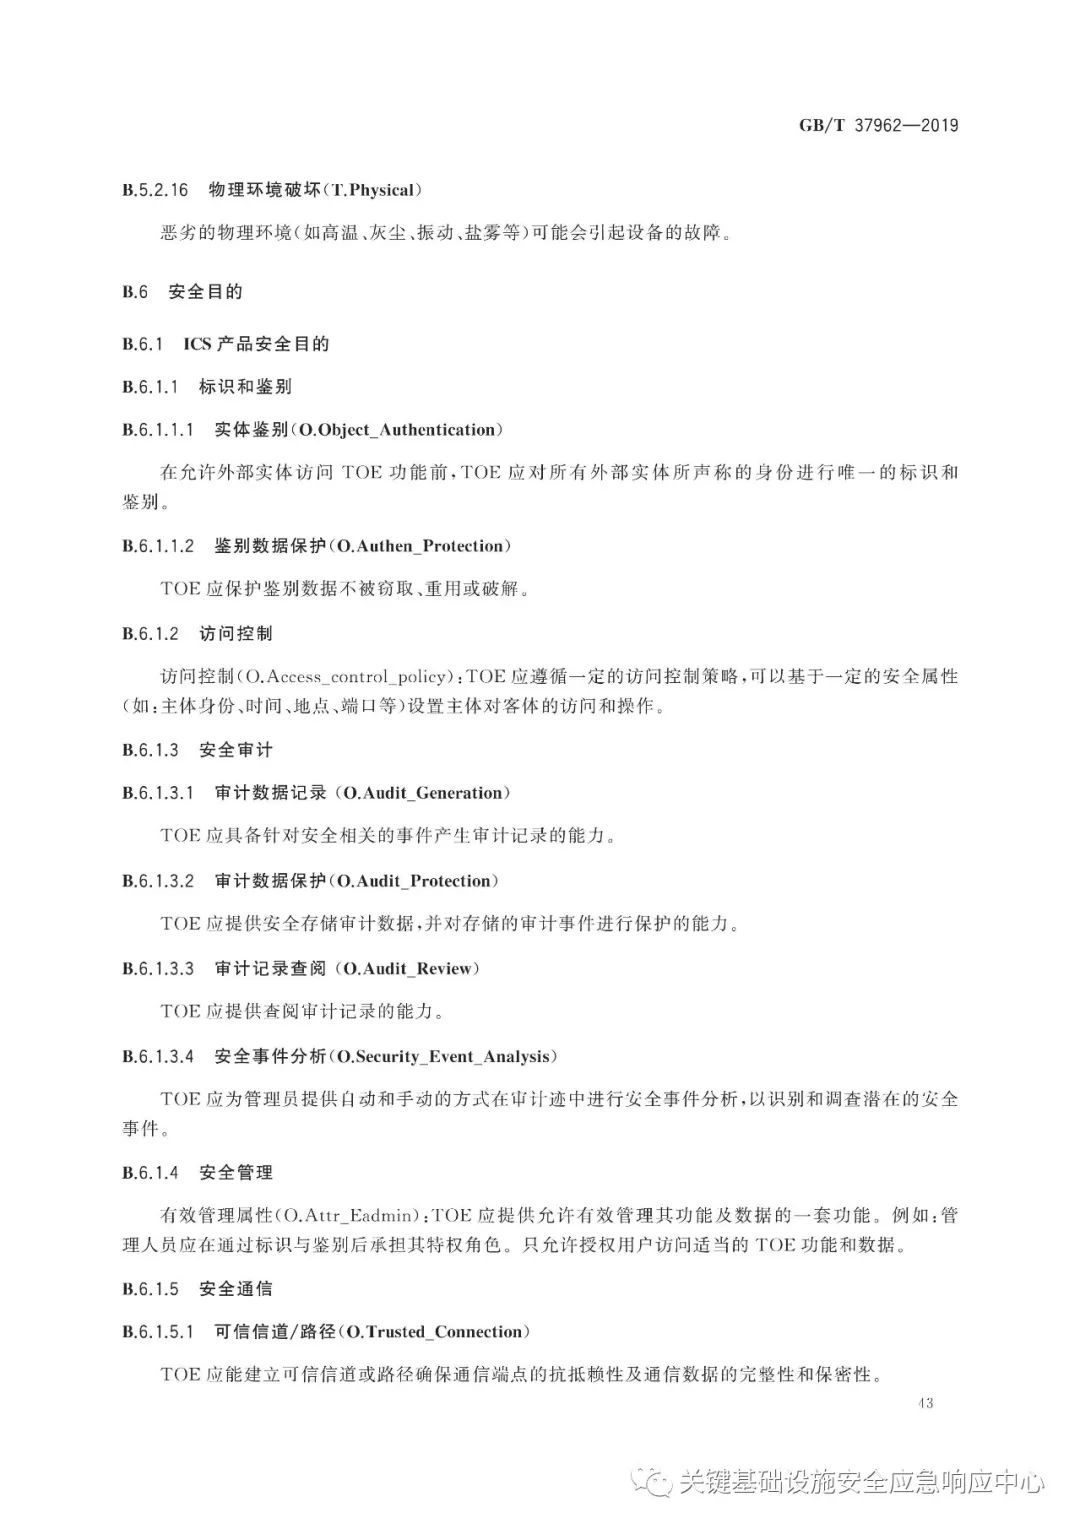 GB/T 37962—2019
B.5.2.16 物理环境破坏(T.Physical)
恶劣的物理环境(如高温、灰尘、振动、盐雾等)可能会引起设备的故障。
B.6 安全目的
B.6.1 ICS 产品安全目的
B.6.1.1 标识和鉴别
B.6.1.1.1 实体鉴别(O.Object_Authentication)
在允许外部实体访问 TOE 功能前,TOE 应对所有外部实体所声称的身份进行唯一的标识和
鉴别。
B.6.1.1.2 鉴别数据保护(O.Authen_Protection)
TOE 应保护鉴别数据不被窃取、重用或破解。
B.6.1.2 访问控制
访问控制(O.Access_control_policy):TOE 应遵循一定的访问控制策略,可以基于一定的安全属性
(如:主体身份、时间、地点、端口等)设置主体对客体的访问和操作。
B.6.1.3 安全审计
B.6.1.3.1 审计数据记录 (O.Audit_Generation)
TOE 应具备针对安全相关的事件产生审计记录的能力。
B.6.1.3.2 审计数据保护(O.Audit_Protection)
TOE 应提供安全存储审计数据,并对存储的审计事件进行保护的能力。
B.6.1.3.3 审计记录查阅 (O.Audit_Review)
TOE 应提供查阅审计记录的能力。
B.6.1.3.4 安全事件分析(O.Security_Event_Analysis)
TOE 应为管理员提供自动和手动的方式在审计迹中进行安全事件分析,以识别和调查潜在的安全
事件。
B.6.1.4 安全管理
有效管理属性(O.Attr_Eadmin):TOE 应提供允许有效管理其功能及数据的一套功能。例如:管
理人员应在通过标识与鉴别后承担其特权角色。只允许授权用户访问适当的 TOE 功能和数据。
B.6.1.5 安全通信
B.6.1.5.1 可信信道/路径(O.Trusted_Connection)
TOE 应能建立可信信道或路径确保通信端点的抗抵赖性及通信数据的完整性和保密性。
43
关键基础设施安全应急响应中心